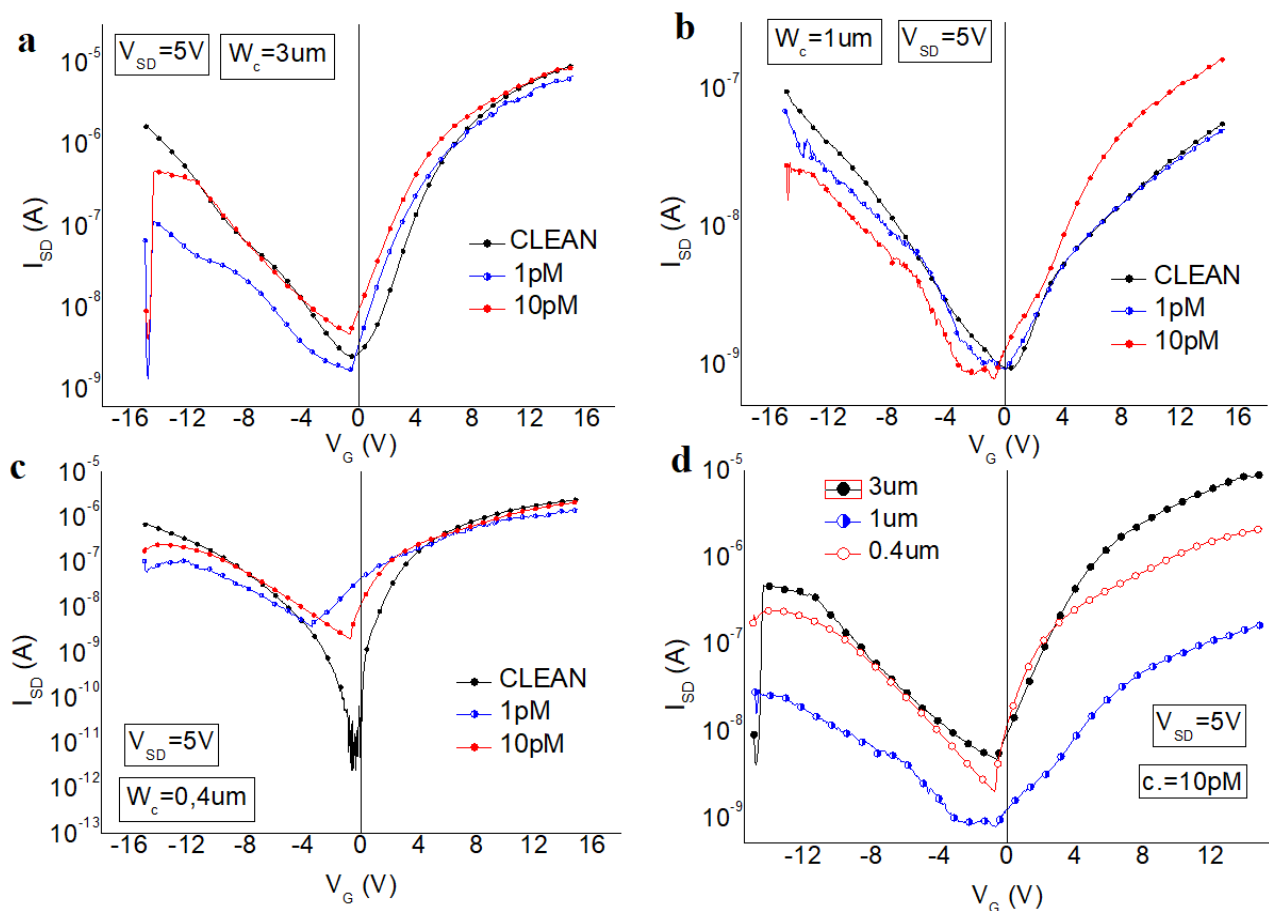 a
V_SD=5V
W_c=3um
10^-5
10^-6
10^-7
10^-8
10^-9
I_SD (A)
CLEAN
1pM
10pM
-16 -12 -8 -4 0 4 8 12 16
V_G (V)
b
W_c=1um
V_SD=5V
10^-7
10^-8
10^-9
I_SD (A)
CLEAN
1pM
10pM
-16 -12 -8 -4 0 4 8 12 16
V_G (V)
c
10^-5
10^-6
10^-7
10^-8
10^-9
10^-10
10^-11
10^-12
10^-13
I_SD (A)
CLEAN
1pM
10pM
V_SD=5V
W_c=0,4um
-16 -12 -8 -4 0 4 8 12 16
V_G (V)
d
10^-5
10^-6
10^-7
10^-8
10^-9
I_SD (A)
3um
1um
0.4um
V_SD=5V
c.=10pM
-12 -8 -4 0 4 8 12
V_G (V)